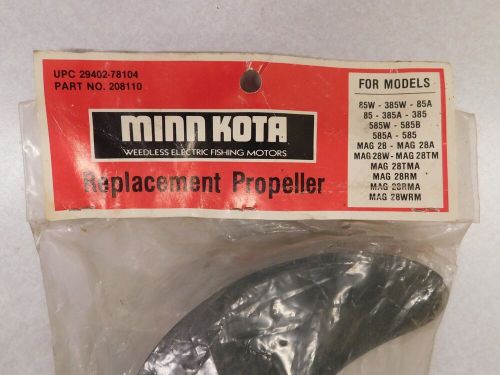 UPC 29402-78104
PART NO. 208110
MINN KOTA
WEEDLESS ELECTRIC FISHING MOTORS
Replacement Propeller
FOR MODELS
85W - 385W - 85A
85 - 385A - 385
585W - 585B
585A - 585
MAG 28 - MAG 28A
MAG 28W - MAG 28TM
MAG 28TMA
MAG 28RM
MAG 28RMA
MAG 28WRM